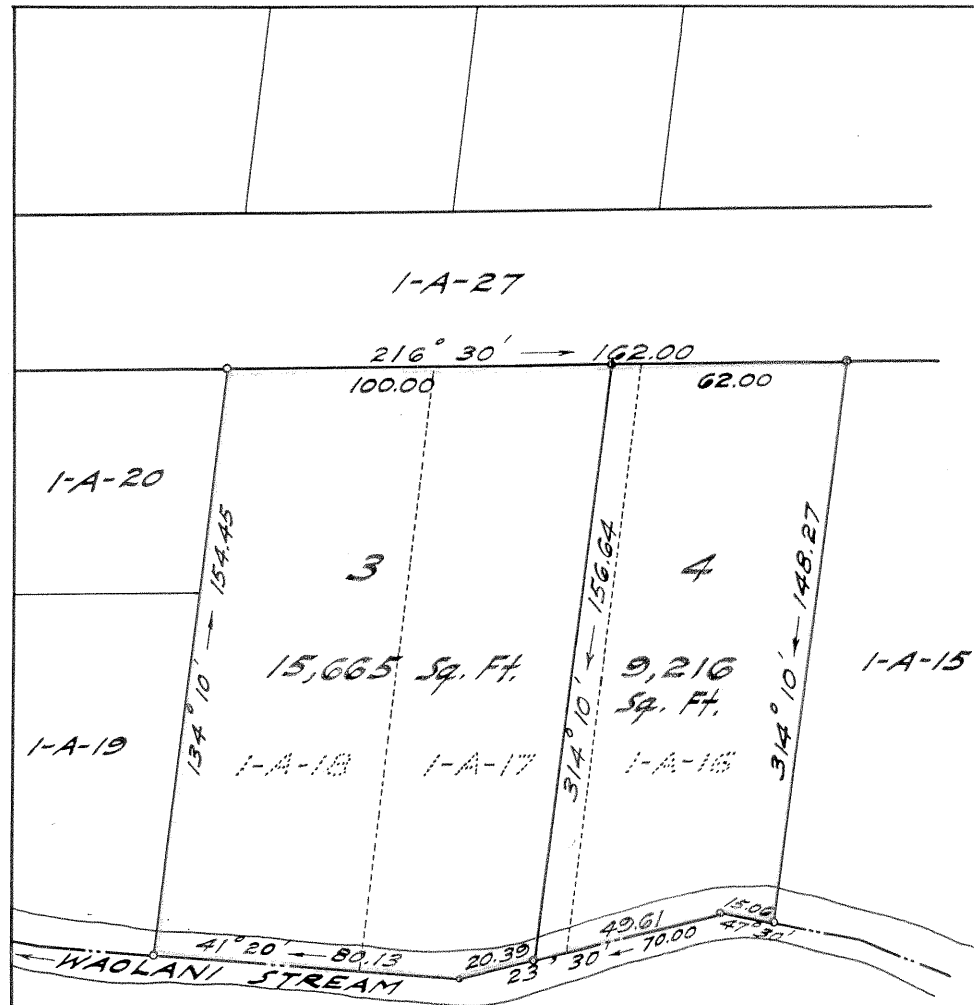 1-A-27
216° 30' → 162.00
100.00
62.00
1-A-20
134° 10' → 154.45
3
156.64
4
314° 10' ← 148.27
15,665 Sq. Ft.
9,216
Sq. Ft.
1-A-15
1-A-19
1-A-18
1-A-17
314° 10' ←
1-A-16
41° 20' ← 80.13
20.39
49.61
15.06
23° 30' ← 70.00
47° 30'
← WAOLANI STREAM